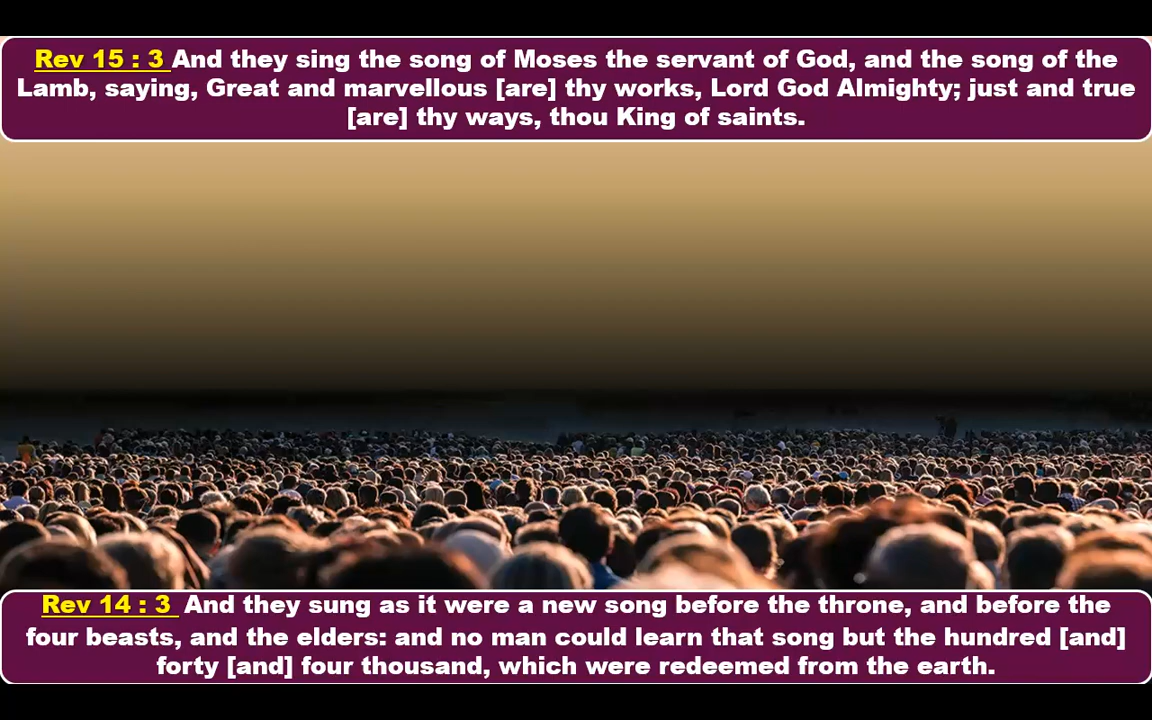 Rev 15 : 3 And they sing the song of Moses the servant of God, and the song of the
Lamb, saying, Great and marvellous [are] thy works, Lord God Almighty; just and true
[are] thy ways, thou King of saints.
Rev 14 : 3 And they sung as it were a new song before the throne, and before the
four beasts, and the elders: and no man could learn that song but the hundred [and]
forty [and] four thousand, which were redeemed from the earth.